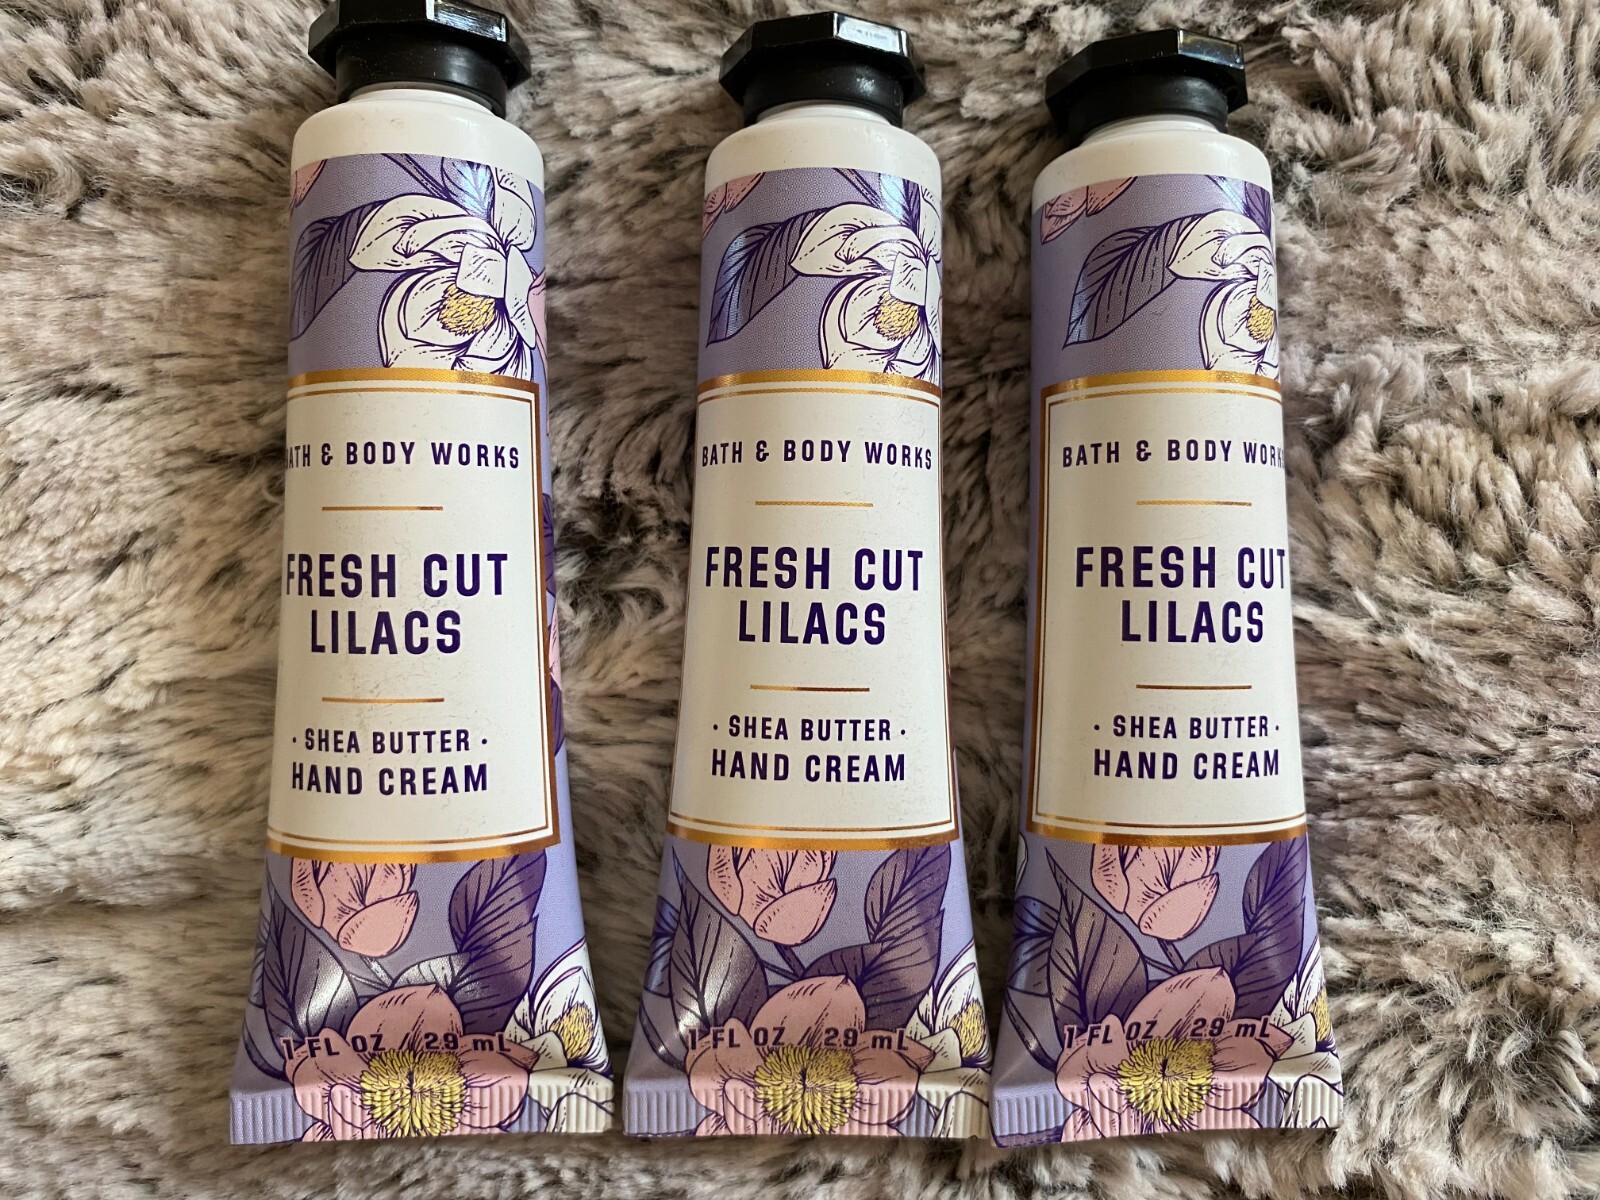 BATH & BODY WORKS
FRESH CUT
LILACS
· SHEA BUTTER ·
HAND CREAM
1 FL OZ / 29 mL
BATH & BODY WORKS
FRESH CUT
LILACS
· SHEA BUTTER ·
HAND CREAM
1 FL OZ / 29 mL
BATH & BODY WORKS
FRESH CUT
LILACS
· SHEA BUTTER ·
HAND CREAM
1 FL OZ / 29 mL